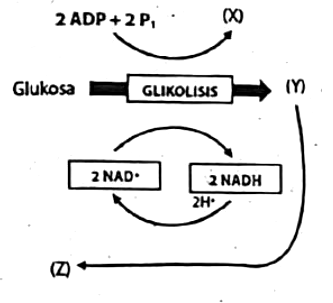 2 ADP + 2 P₁ (X)
Glukosa GLIKOLISIS (Y)
2 NAD⁺ 2 NADH
2H⁺
(Z)